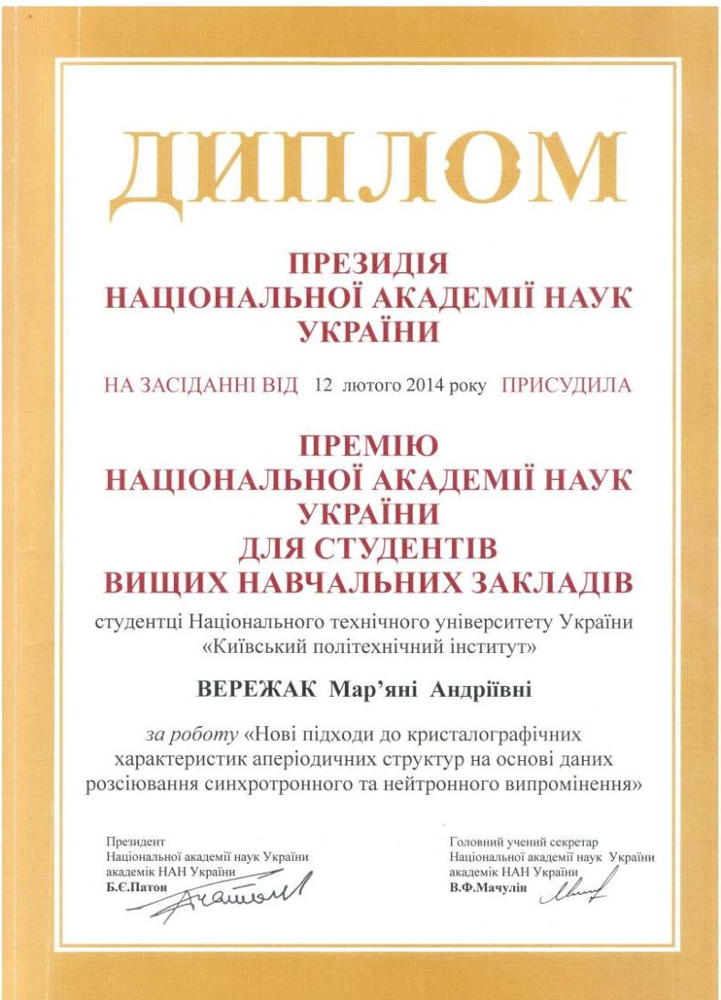 ДИПЛОМ
ПРЕЗИДІЯ
НАЦІОНАЛЬНОЇ АКАДЕМІЇ НАУК
УКРАЇНИ
НА ЗАСІДАННІ ВІД 12 лютого 2014 року ПРИСУДИЛА
ПРЕМІЮ
НАЦІОНАЛЬНОЇ АКАДЕМІЇ НАУК
УКРАЇНИ
ДЛЯ СТУДЕНТІВ
ВИЩИХ НАВЧАЛЬНИХ ЗАКЛАДІВ
студентці Національного технічного університету України
«Київський політехнічний інститут»
ВЕРЕЖАК Мар’яні Андріївні
за роботу «Нові підходи до кристалографічних
характеристик аперіодичних структур на основі даних
розсіювання синхротронного та нейтронного випромінення»
Президент
Національної академії наук України
академік НАН України
Б.Є.Патон
Головний учений секретар
Національної академії наук України
академік НАН України
В.Ф.Мачулін